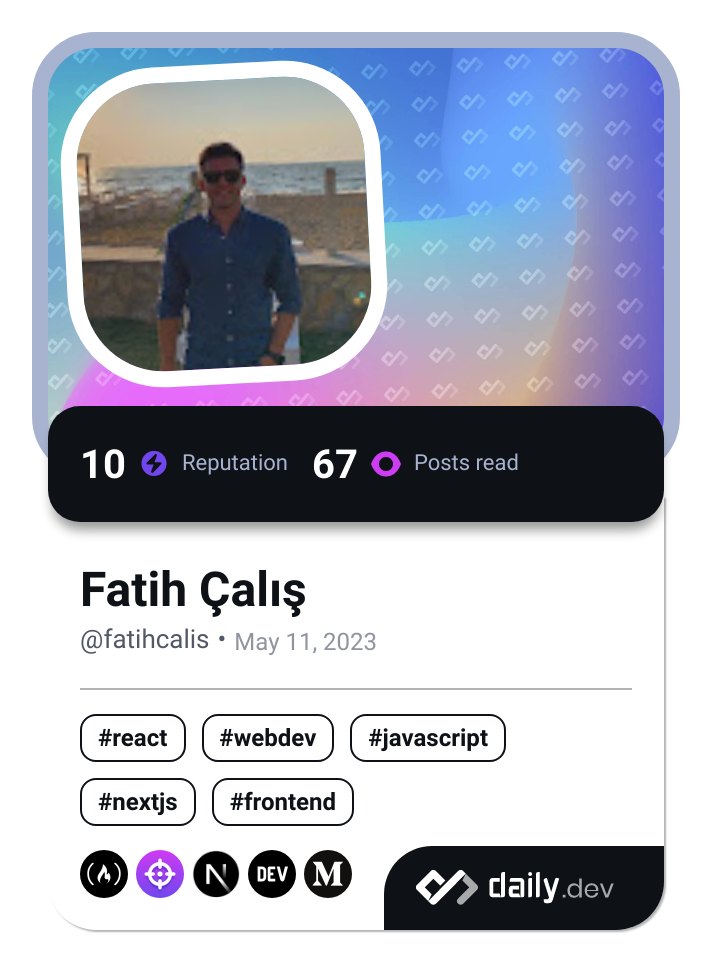 10 Reputation 67 Posts read
Fatih Çalış
@fatihcalis • May 11, 2023
#react #webdev #javascript
#nextjs #frontend
N DEV M daily.dev